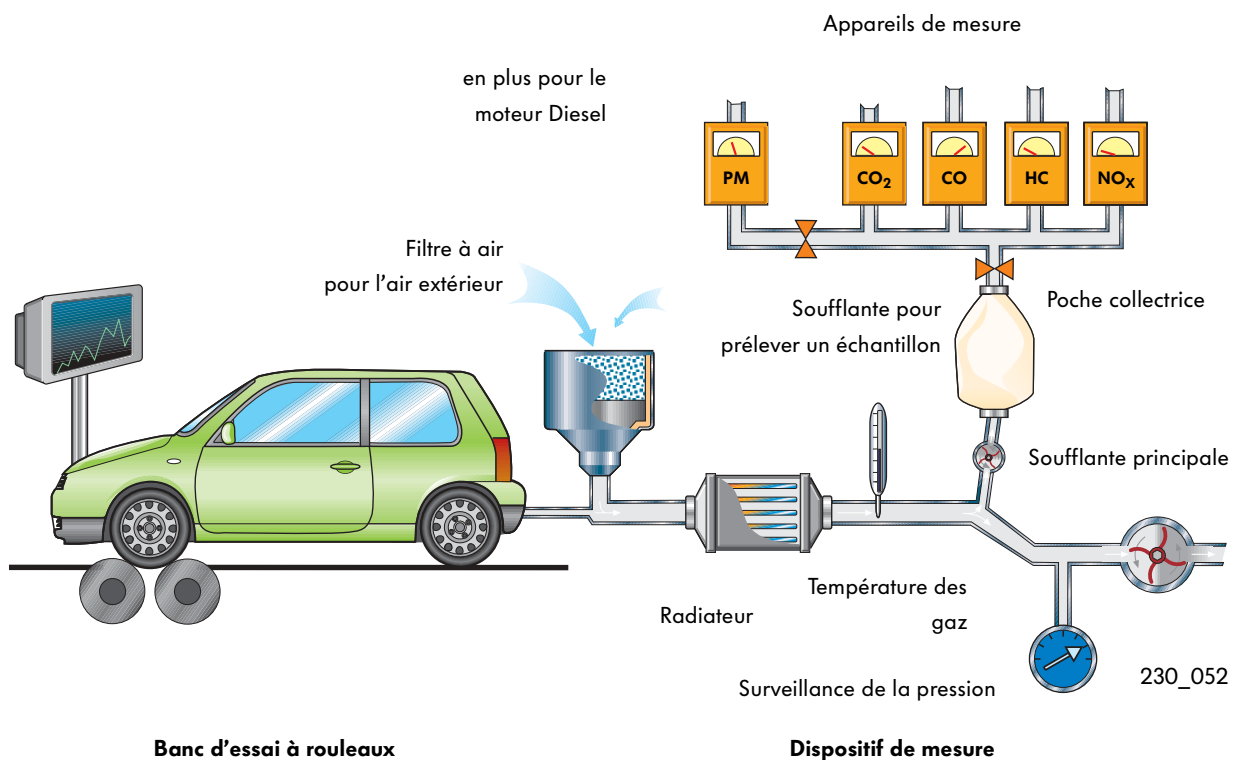 Appareils de mesure
en plus pour le
moteur Diesel
PM
CO₂
CO
HC
NOₓ
Filtre à air
pour l'air extérieur
Soufflante pour
prélever un échantillon
Poche collectrice
Soufflante principale
Radiateur
Température des
gaz
Surveillance de la pression
230_052
Banc d'essai à rouleaux
Dispositif de mesure